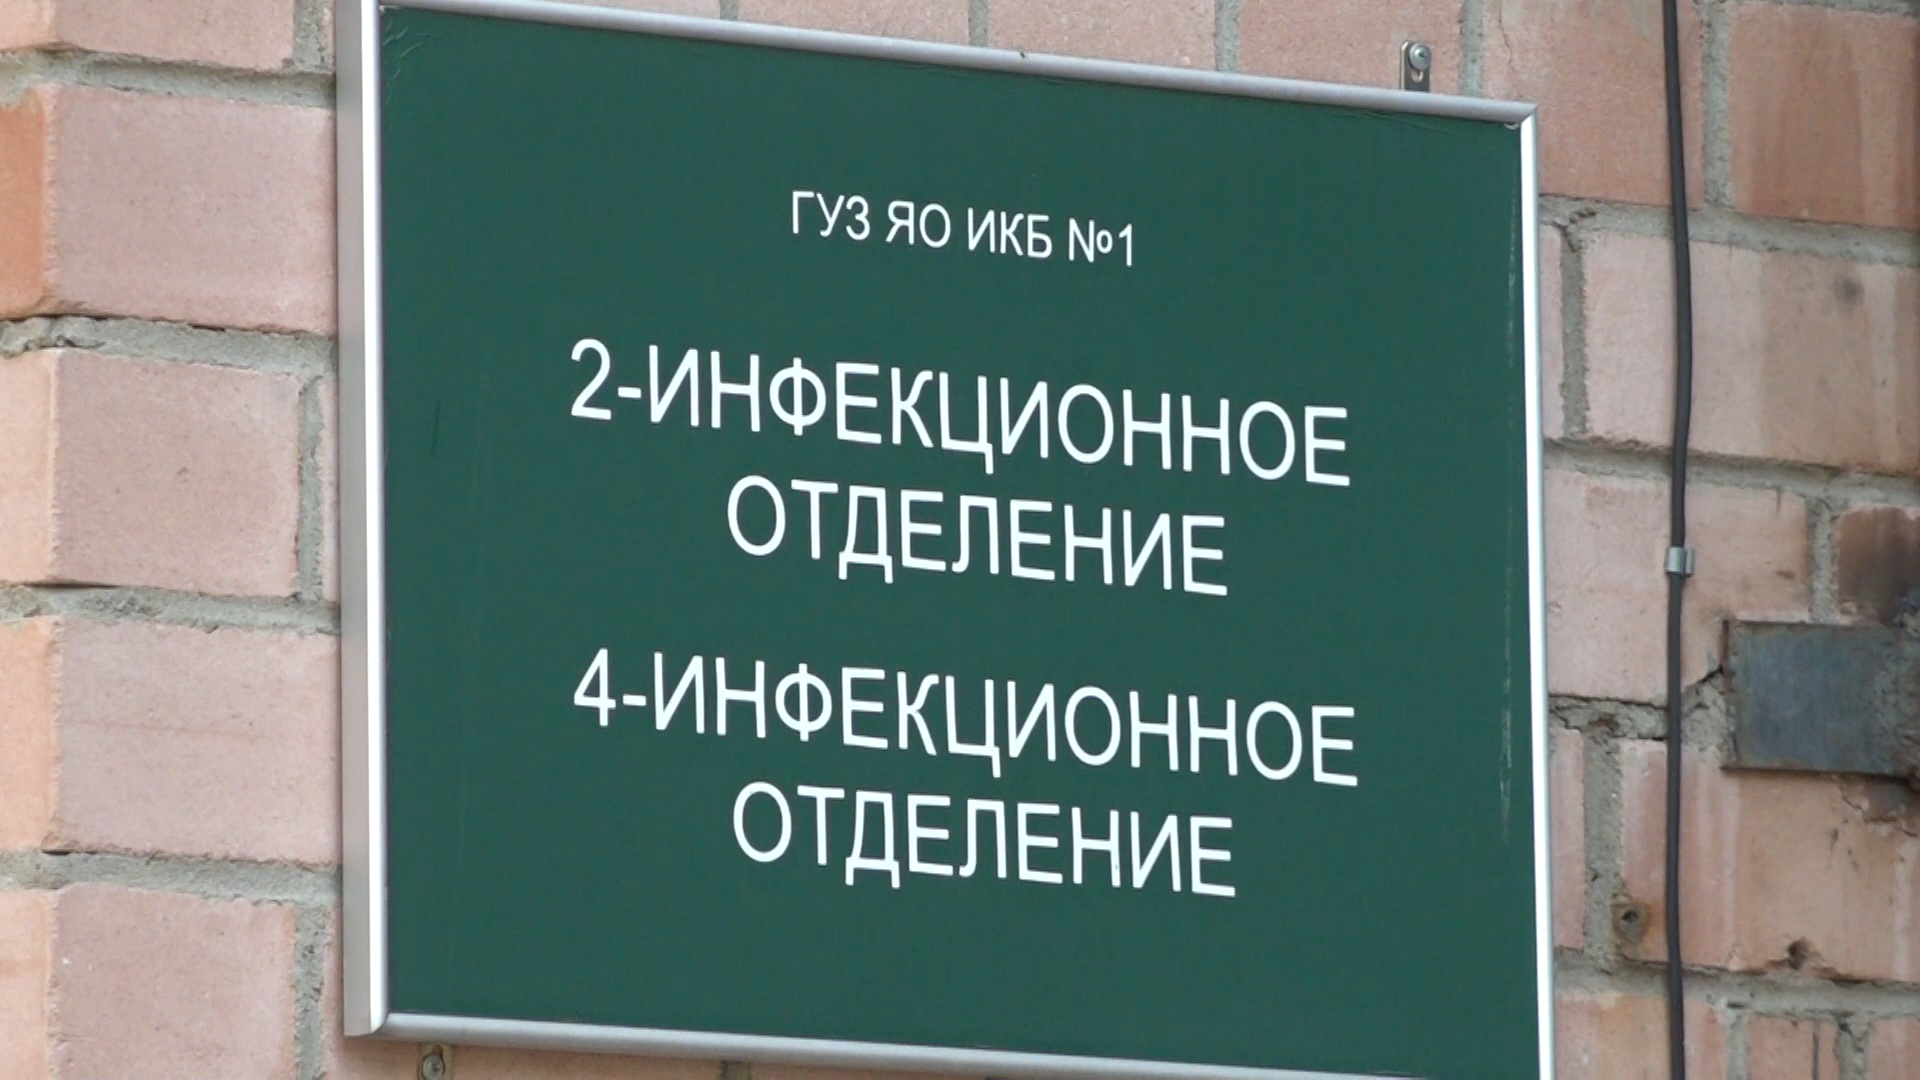 ГУЗ ЯО ИКБ №1
2-ИНФЕКЦИОННОЕ
ОТДЕЛЕНИЕ
4-ИНФЕКЦИОННОЕ
ОТДЕЛЕНИЕ